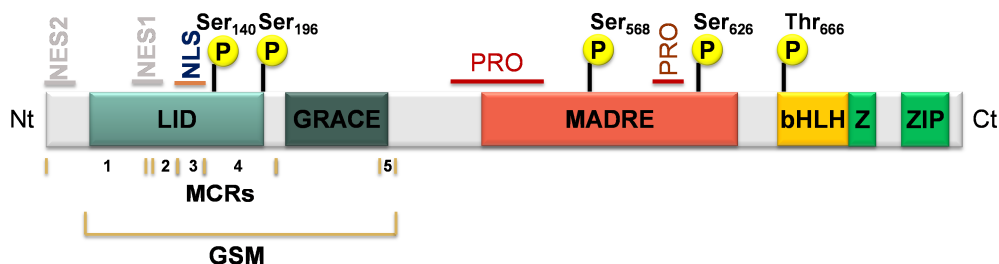 NES2
NES1
NLS
Ser140
Ser196
PRO
Ser568
PRO
Ser626
Thr666
P
P
P
P
P
Nt
LID
GRACE
MADRE
bHLH
Z
ZIP
Ct
1
2
3
4
5
MCRs
GSM